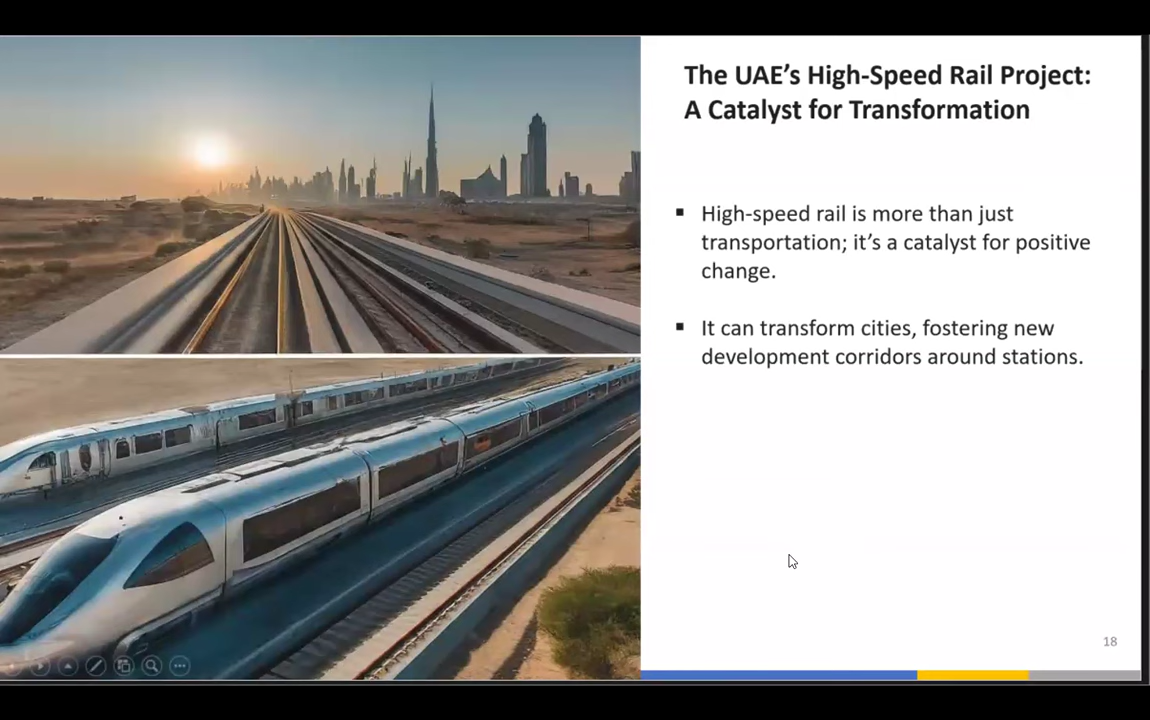 The UAE’s High-Speed Rail Project:
A Catalyst for Transformation
▪ High-speed rail is more than just
transportation; it’s a catalyst for positive
change.
▪ It can transform cities, fostering new
development corridors around stations.
18